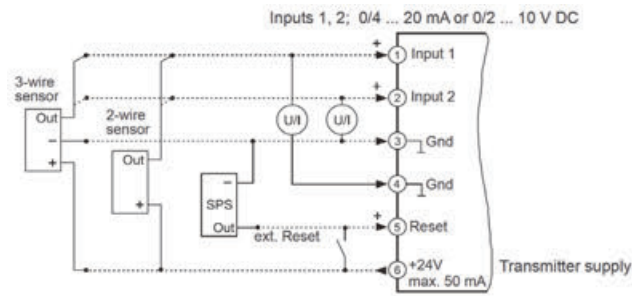 Inputs 1, 2; 0/4 ... 20 mA or 0/2 ... 10 V DC
+
1 Input 1
3-wire
sensor
+
2 Input 2
Out
2-wire
sensor
U/I
U/I
−
3 Gnd
+
Out
−
4 Gnd
SPS
+
Out
+
5 Reset
ext. Reset
6 +24V
max. 50 mA
Transmitter supply